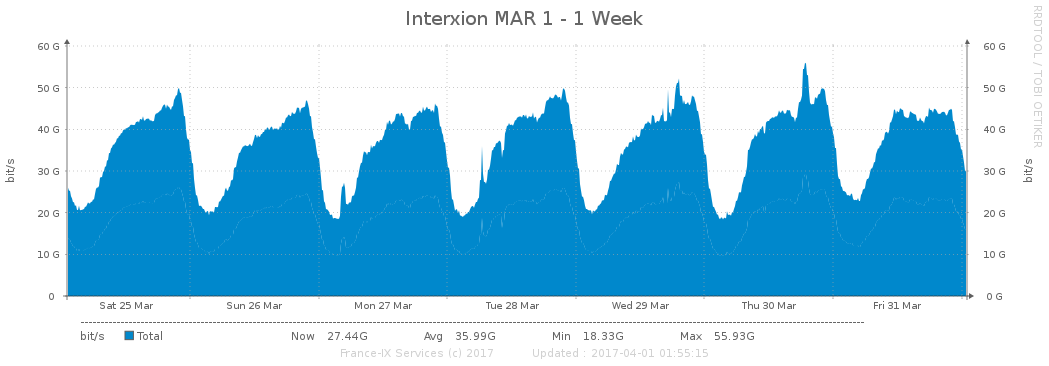 Interxion MAR 1 - 1 Week
RRDTOOL / TOBI OETIKER
bit/s
60 G 60 G
50 G 50 G
40 G 40 G
30 G 30 G
20 G 20 G
10 G 10 G
0 0 G
bit/s
Sat 25 Mar Sun 26 Mar Mon 27 Mar Tue 28 Mar Wed 29 Mar Thu 30 Mar Fri 31 Mar
bit/s Total Now 27.44G Avg 35.99G Min 18.33G Max 55.93G
France-IX Services (c) 2017 Updated : 2017-04-01 01:55:15